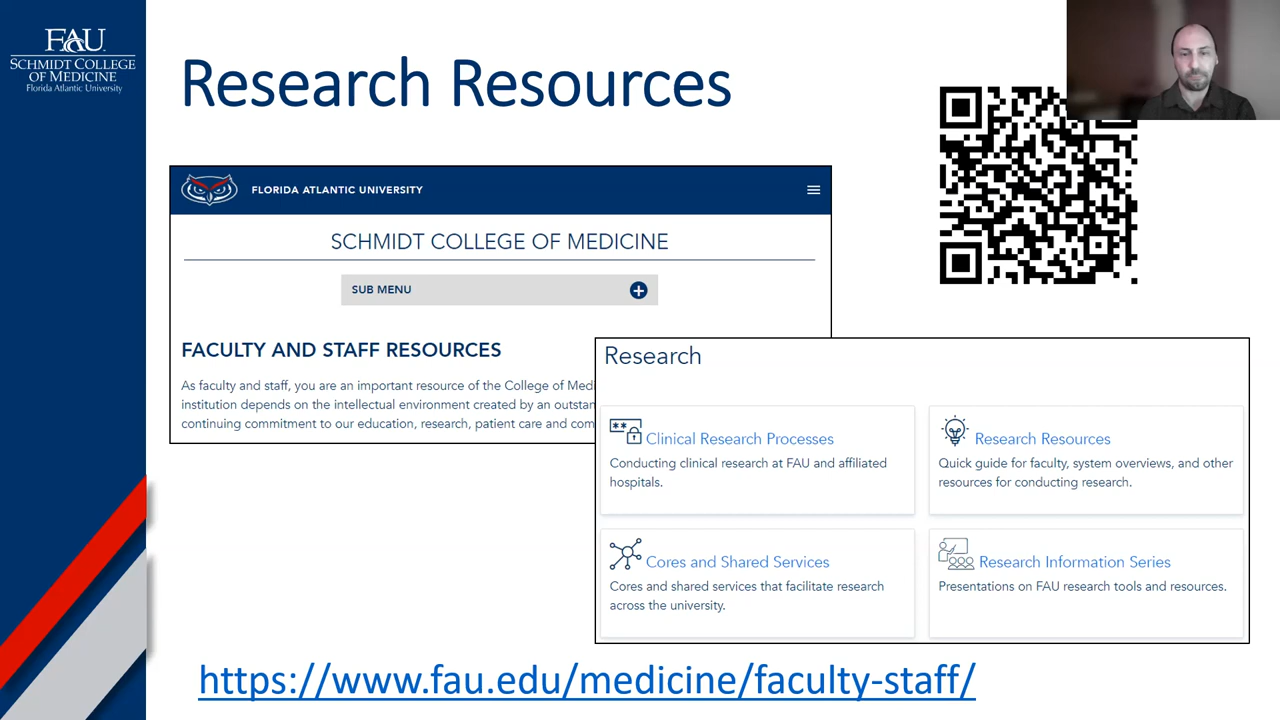 FAU
SCHMIDT COLLEGE
OF MEDICINE
Florida Atlantic University
Research Resources
FLORIDA ATLANTIC UNIVERSITY
SCHMIDT COLLEGE OF MEDICINE
SUB MENU
FACULTY AND STAFF RESOURCES
As faculty and staff, you are an important resource of the College of
institution depends on the intellectual environment created by an
continuing commitment to our education, research, patient care and
Research
**
Clinical Research Processes
Conducting clinical research at FAU and affiliated
hospitals.
Research Resources
Quick guide for faculty, system overviews, and other
resources for conducting research.
Cores and Shared Services
Cores and shared services that facilitate research
across the university.
Research Information Series
Presentations on FAU research tools and resources.
https://www.fau.edu/medicine/faculty-staff/